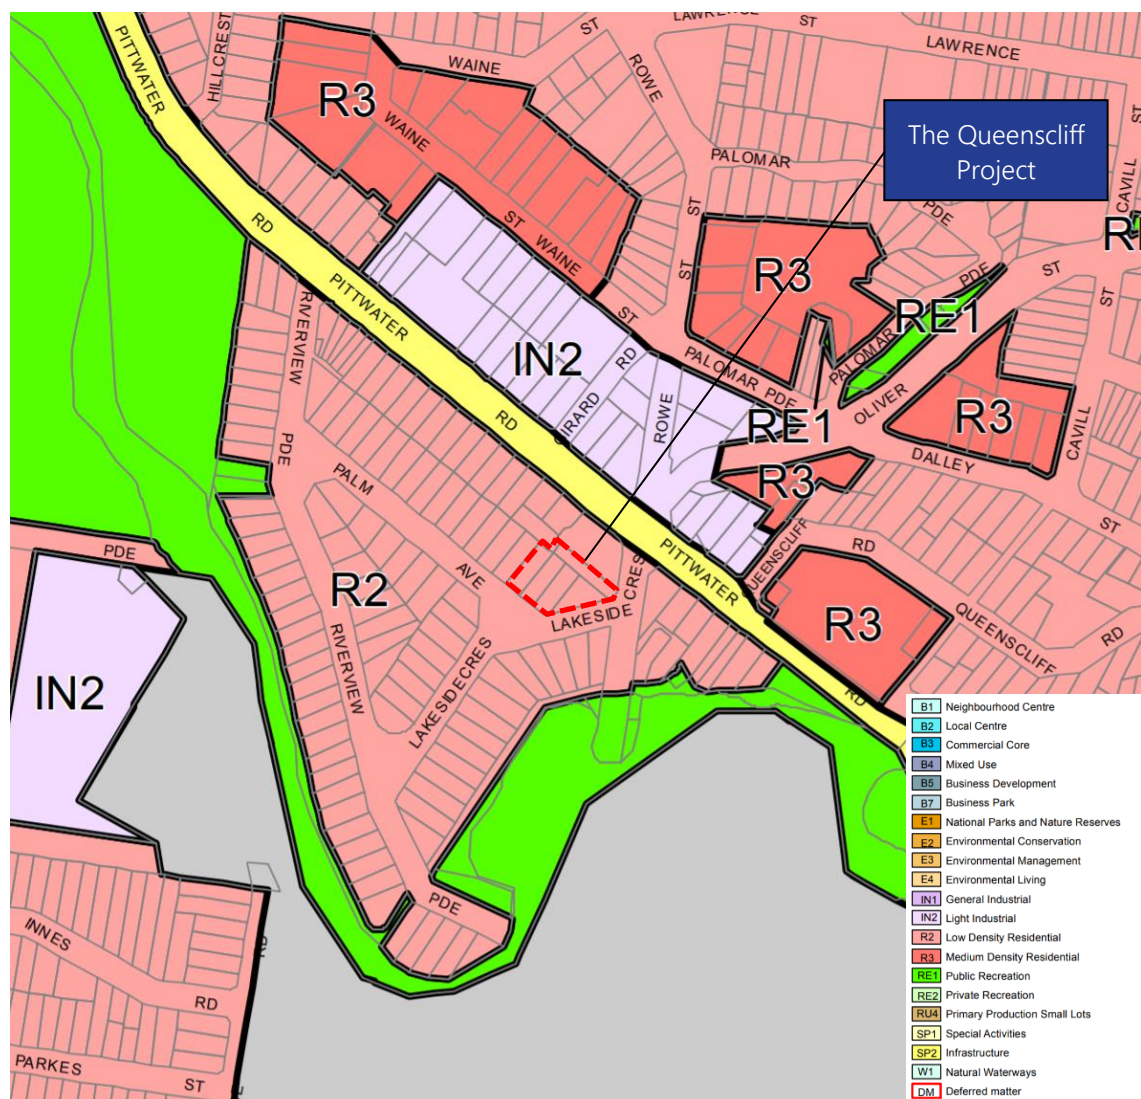 LAWRENCE
ST
ST
LAWRENCE
HILLCREST
WAINE
ROWE
PITTWATER
R3
WAINE
The Queenscliff
Project
ST
PALOMAR
CAVILL
PDE
ST
RD
ST
WAINE
R3
PDE
ST
R
RIVERVIEW
PITTWATER
ST
RE1
ST
IN2
RD
PALOMAR PDE
PALOMAR
OLIVER
RD
GIRARD
ROWE
RE1
R3
CAVILL
PDE
DALLEY
PALM
R3
ST
QUEENSCLIFF
RD
PDE
PITTWATER
AVE
R2
CRES
LAKESIDE
R3
QUEENSCLIFF
RD
RIVERVIEW
LAKESIDE CRES
IN2
RD
PDE
INNES
RD
RD
PARKES
ST
B1 Neighbourhood Centre
B2 Local Centre
B3 Commercial Core
B4 Mixed Use
B5 Business Development
B7 Business Park
E1 National Parks and Nature Reserves
E2 Environmental Conservation
E3 Environmental Management
E4 Environmental Living
IN1 General Industrial
IN2 Light Industrial
R2 Low Density Residential
R3 Medium Density Residential
RE1 Public Recreation
RE2 Private Recreation
RU4 Primary Production Small Lots
SP1 Special Activities
SP2 Infrastructure
W1 Natural Waterways
DM Deferred matter